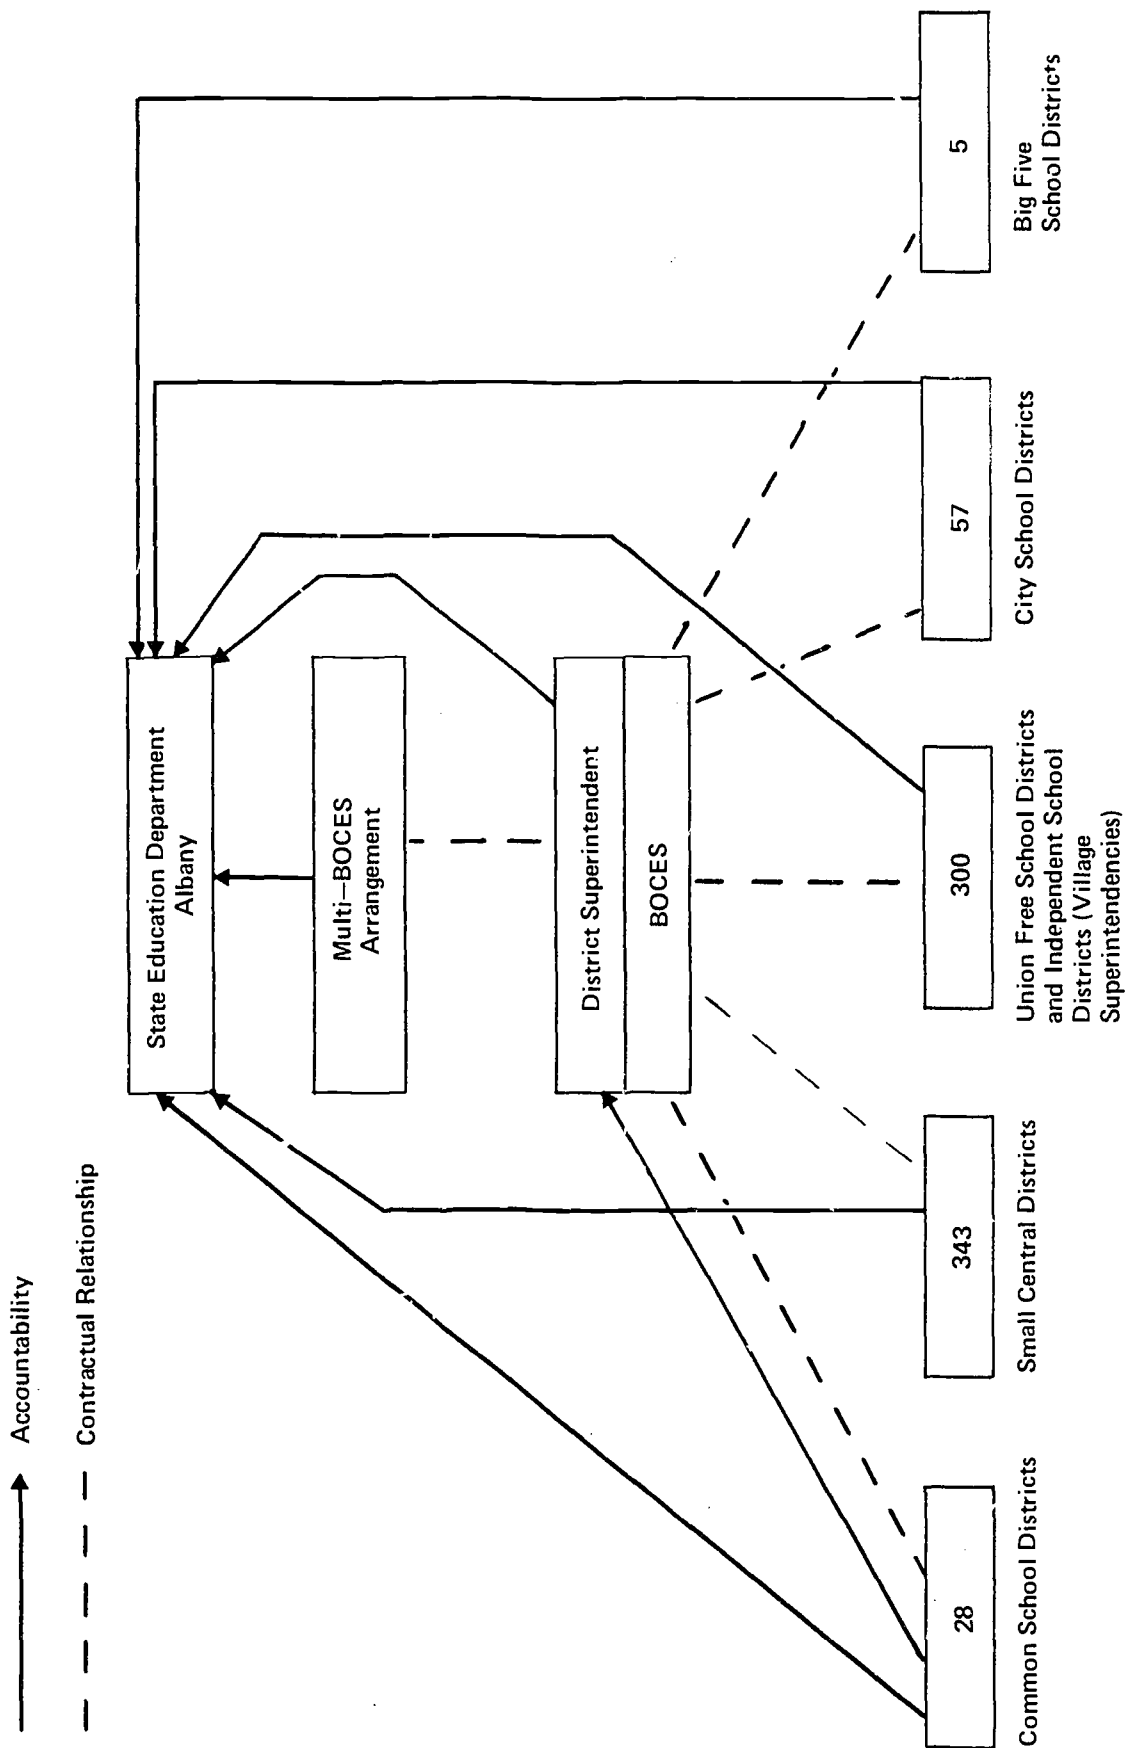 Accountability
Contractual Relationship
State Education Department
Albany
Multi-BOCES
Arrangement
District Superintendent
BOCES
28
Common School Districts
343
Small Central Districts
300
Union Free School Districts
and Independent School
Districts (Village
Superintendencies)
57
City School Districts
5
Big Five
School Districts